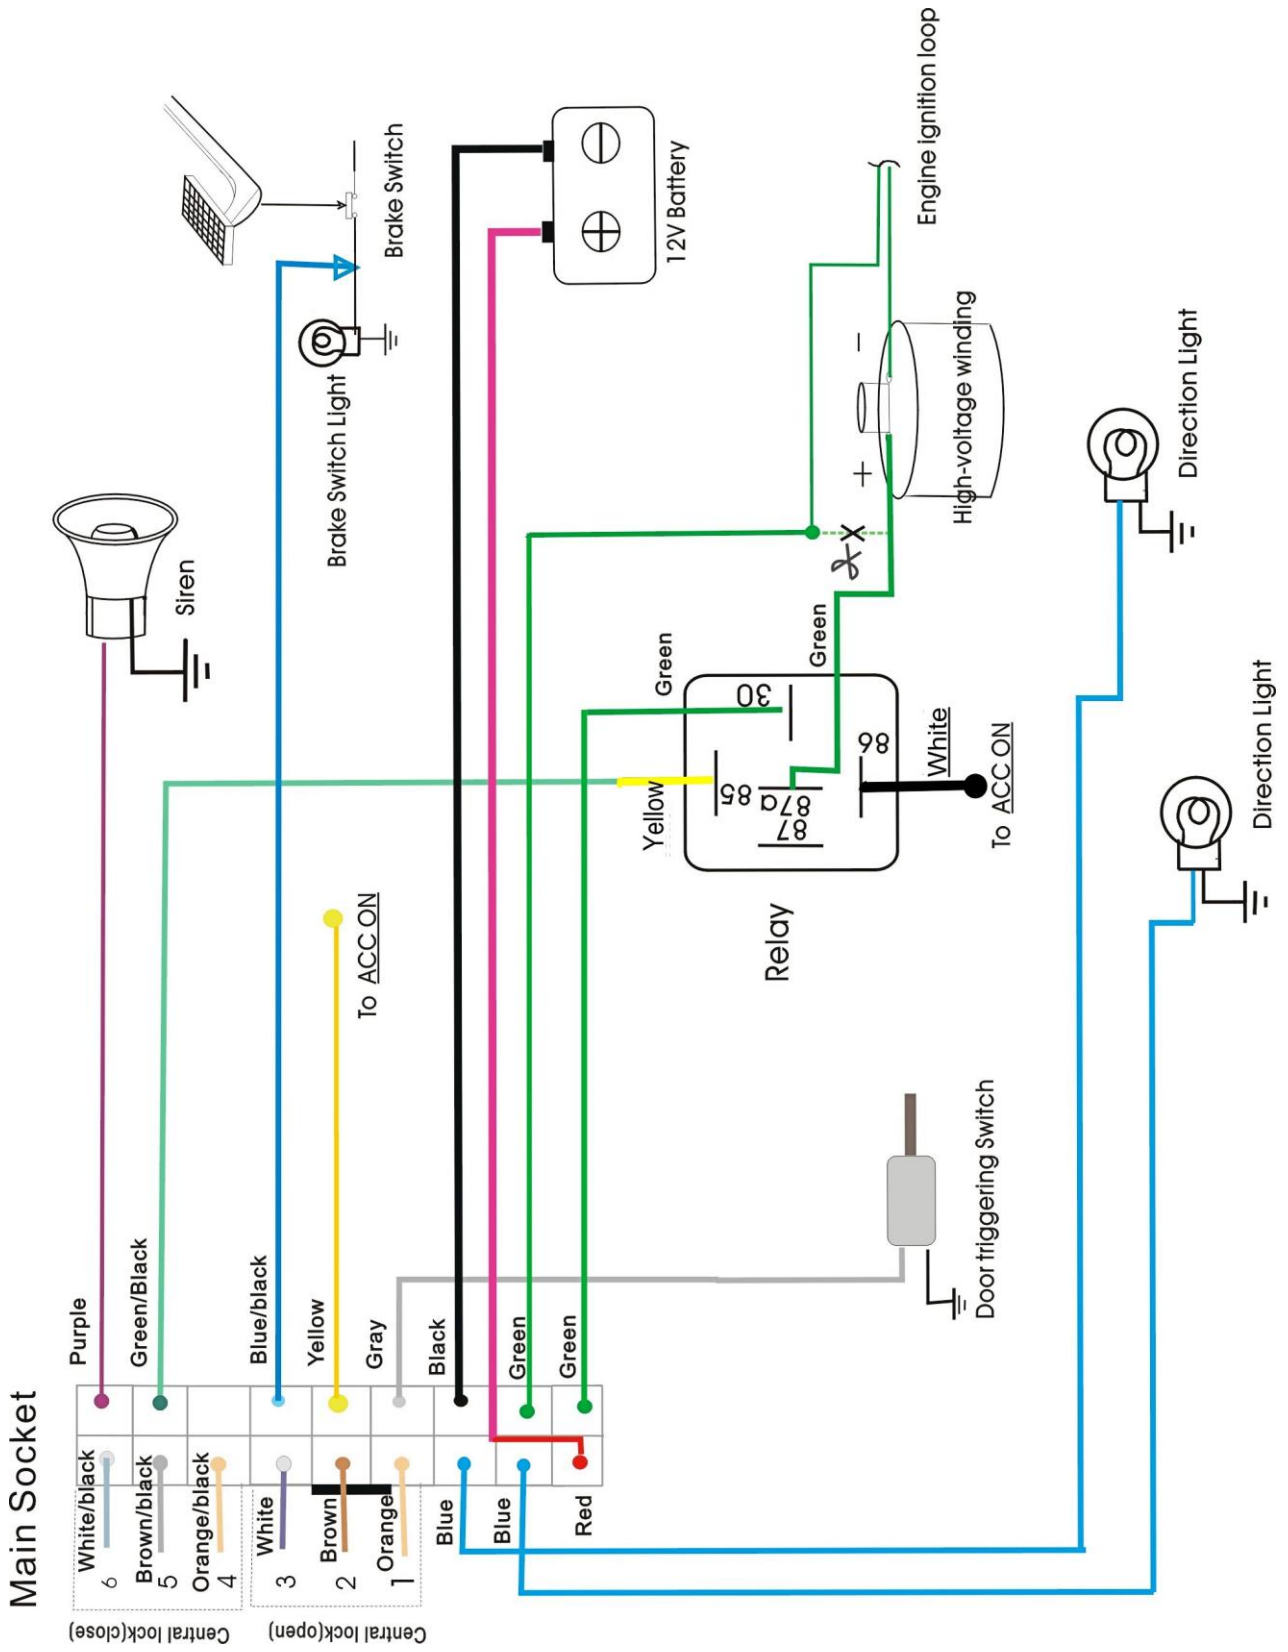 Main Socket
Central lock(close)
Central lock(open)
White/black
6
Brown/black
5
Orange/black
4
White
3
Brown
2
Orange
1
Blue
Blue
Red
Purple
Green/Black
Blue/black
Yellow
Gray
Black
Green
Green
Siren
Brake Switch Light
Brake Switch
To ACC ON
12V Battery
Relay
Yellow
Green
Green
30
85
87a
87
86
White
To ACC ON
+
-
High-voltage winding
Engine ignition loop
Door triggering Switch
Direction Light
Direction Light